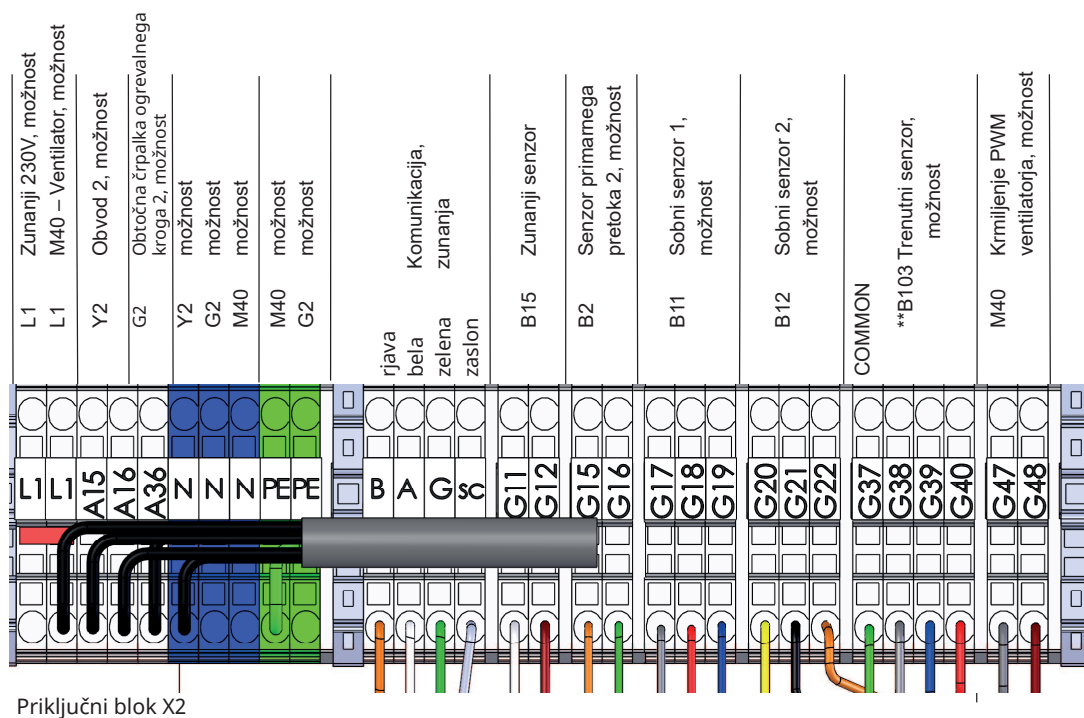 L1 Zunanji 230V, možnost
L1 M40 – Ventilator, možnost
Y2 Obvod 2, možnost
G2 Obtočna črpalka ogrevalnega
kroga 2, možnost
Y2 možnost
G2 možnost
M40 možnost
M40 možnost
G2 možnost
Komunikacija,
zunanja
rjava
bela
zelena
zaslon
B15 Zunanji senzor
B2 Senzor primarnega
pretoka 2, možnost
B11 Sobni senzor 1,
možnost
B12 Sobni senzor 2,
možnost
COMMON
**B103 Trenutni senzor,
možnost
M40 Krmiljenje PWM
ventilatorja, možnost
L1 L1 A15 A16 A36 N N N PE PE B A G SC G11 G12 G15 G16 G17 G18 G19 G20 G21 G22 G37 G38 G39 G40 G47 G48
Priključni blok X2